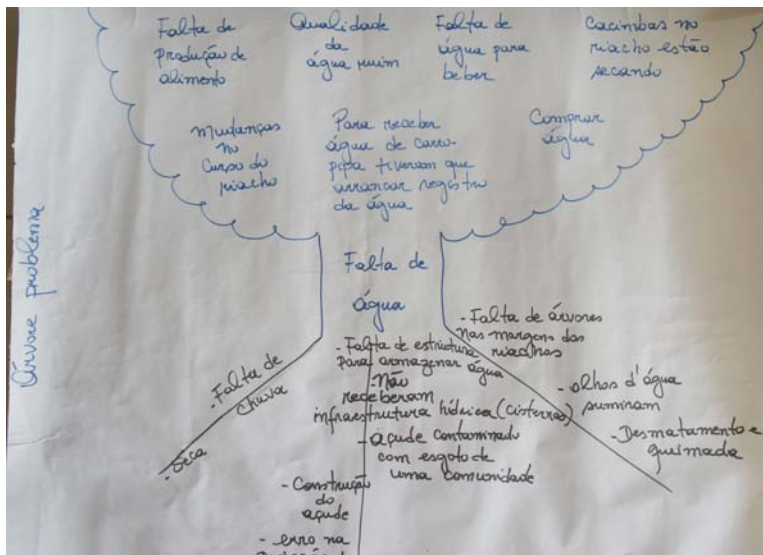 Falta de
Produção de
alimento
Qualidade
da
água ruim
Falta de
água para
beber
Cacimbas no
riacho estão
secando
Mudanças
no
Curso do
riacho
Para receber
água de carro-
pipa tiveram que
arrancar registro
da água
Comprar
água
Árvore problema
Falta de
água
- Falta de
chuva
- Seca
- Falta de estrutura
para armazenar água
- Não
receberam
infraestrutura hídrica (cisternas)
- açude contaminado
com esgoto de
uma comunidade
- Construção
do
açude
- erro na
- Falta de árvores
nas margens dos
riachos
- olhos d'água
sumiram
- Desmatamento e
queimada